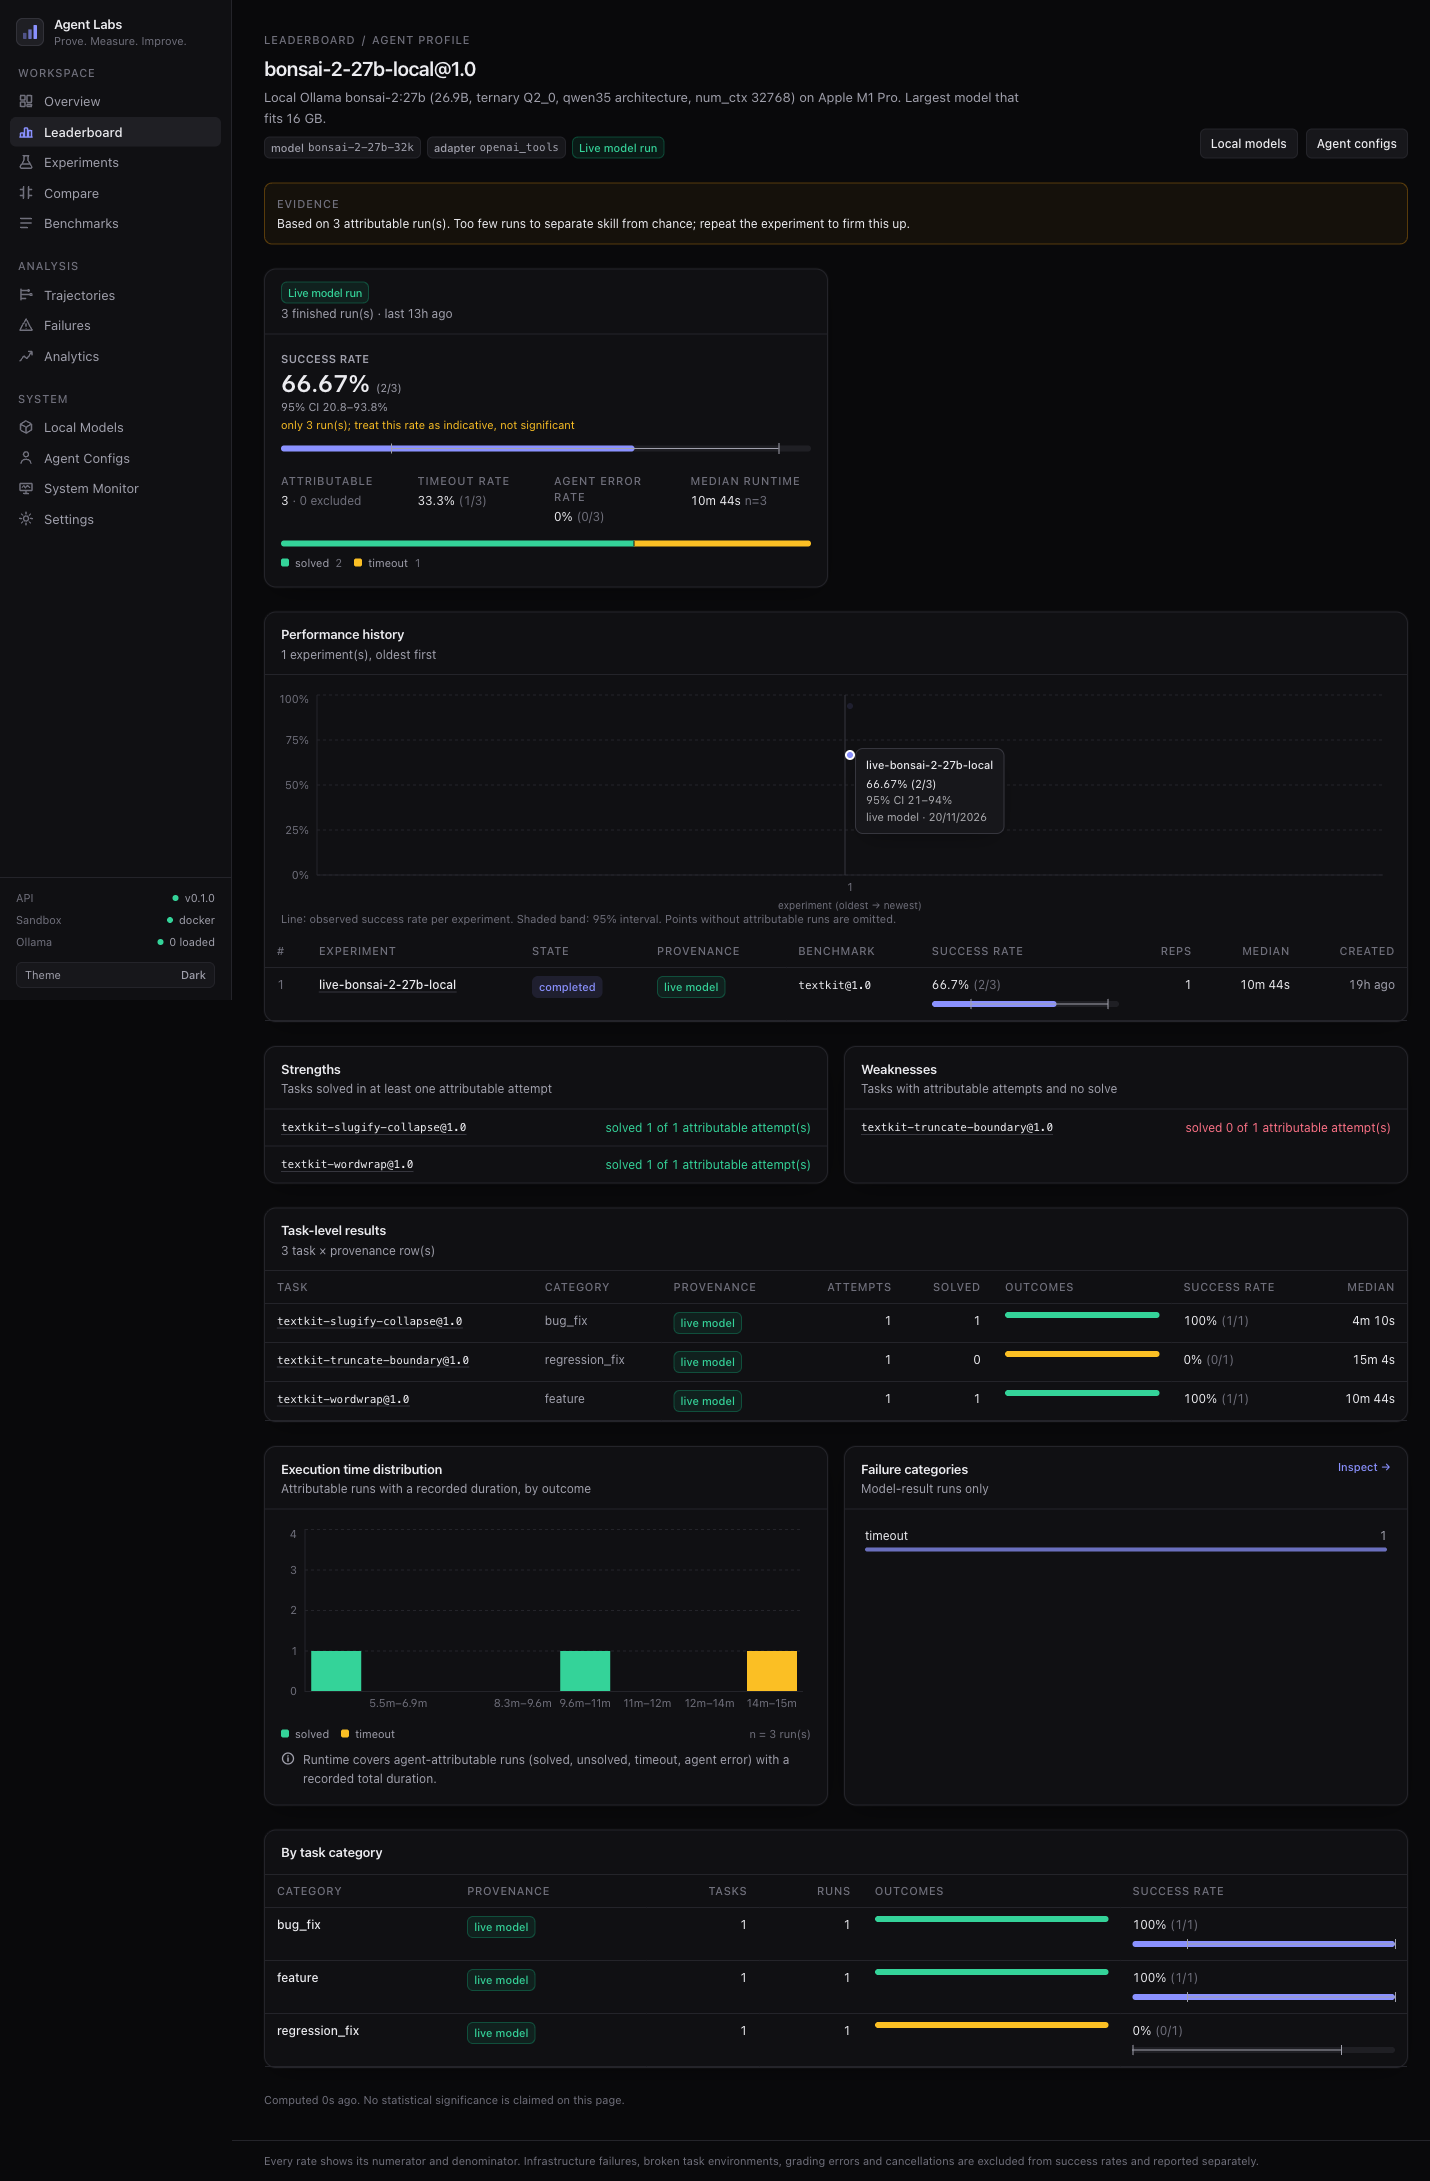 Agent Labs
Prove. Measure. Improve.
WORKSPACE
Overview
Leaderboard
Experiments
Compare
Benchmarks
ANALYSIS
Trajectories
Failures
Analytics
SYSTEM
Local Models
Agent Configs
System Monitor
Settings
API v0.1.0
Sandbox docker
Ollama 0 loaded
Theme Dark
LEADERBOARD / AGENT PROFILE
bonsai-2-27b-local@1.0
Local Ollama bonsai-2:27b (26.9B, ternary Q2_0, qwen35 architecture, num_ctx 32768) on Apple M1 Pro. Largest model that
fits 16 GB.
model bonsai-2-27b-32k adapter openai_tools Live model run
Local models Agent configs
EVIDENCE
Based on 3 attributable run(s). Too few runs to separate skill from chance; repeat the experiment to firm this up.
Live model run
3 finished run(s) · last 13h ago
SUCCESS RATE
66.67% (2/3)
95% CI 20.8–93.8%
only 3 run(s); treat this rate as indicative, not significant
ATTRIBUTABLE TIMEOUT RATE AGENT ERROR RATE MEDIAN RUNTIME
3 · 0 excluded 33.3% (1/3) 0% (0/3) 10m 44s n=3
solved 2 timeout 1
Performance history
1 experiment(s), oldest first
100%
75%
50%
25%
0%
live-bonsai-2-27b-local
66.67% (2/3)
95% CI 21–94%
live model · 20/11/2026
1
experiment (oldest → newest)
Line: observed success rate per experiment. Shaded band: 95% interval. Points without attributable runs are omitted.
# EXPERIMENT STATE PROVENANCE BENCHMARK SUCCESS RATE REPS MEDIAN CREATED
1 live-bonsai-2-27b-local completed live model textkit@1.0 66.7% (2/3) 1 10m 44s 19h ago
Strengths
Tasks solved in at least one attributable attempt
textkit-slugify-collapse@1.0 solved 1 of 1 attributable attempt(s)
textkit-wordwrap@1.0 solved 1 of 1 attributable attempt(s)
Weaknesses
Tasks with attributable attempts and no solve
textkit-truncate-boundary@1.0 solved 0 of 1 attributable attempt(s)
Task-level results
3 task × provenance row(s)
TASK CATEGORY PROVENANCE ATTEMPTS SOLVED OUTCOMES SUCCESS RATE MEDIAN
textkit-slugify-collapse@1.0 bug_fix live model 1 1 100% (1/1) 4m 10s
textkit-truncate-boundary@1.0 regression_fix live model 1 0 0% (0/1) 15m 4s
textkit-wordwrap@1.0 feature live model 1 1 100% (1/1) 10m 44s
Execution time distribution
Attributable runs with a recorded duration, by outcome
4
3
2
1
0
5.5m–6.9m 8.3m–9.6m 9.6m–11m 11m–12m 12m–14m 14m–15m
solved timeout n = 3 run(s)
Runtime covers agent-attributable runs (solved, unsolved, timeout, agent error) with a
recorded total duration.
Failure categories
Inspect →
Model-result runs only
timeout 1
By task category
CATEGORY PROVENANCE TASKS RUNS OUTCOMES SUCCESS RATE
bug_fix live model 1 1 100% (1/1)
feature live model 1 1 100% (1/1)
regression_fix live model 1 1 0% (0/1)
Computed 0s ago. No statistical significance is claimed on this page.
Every rate shows its numerator and denominator. Infrastructure failures, broken task environments, grading errors and cancellations are excluded from success rates and reported separately.